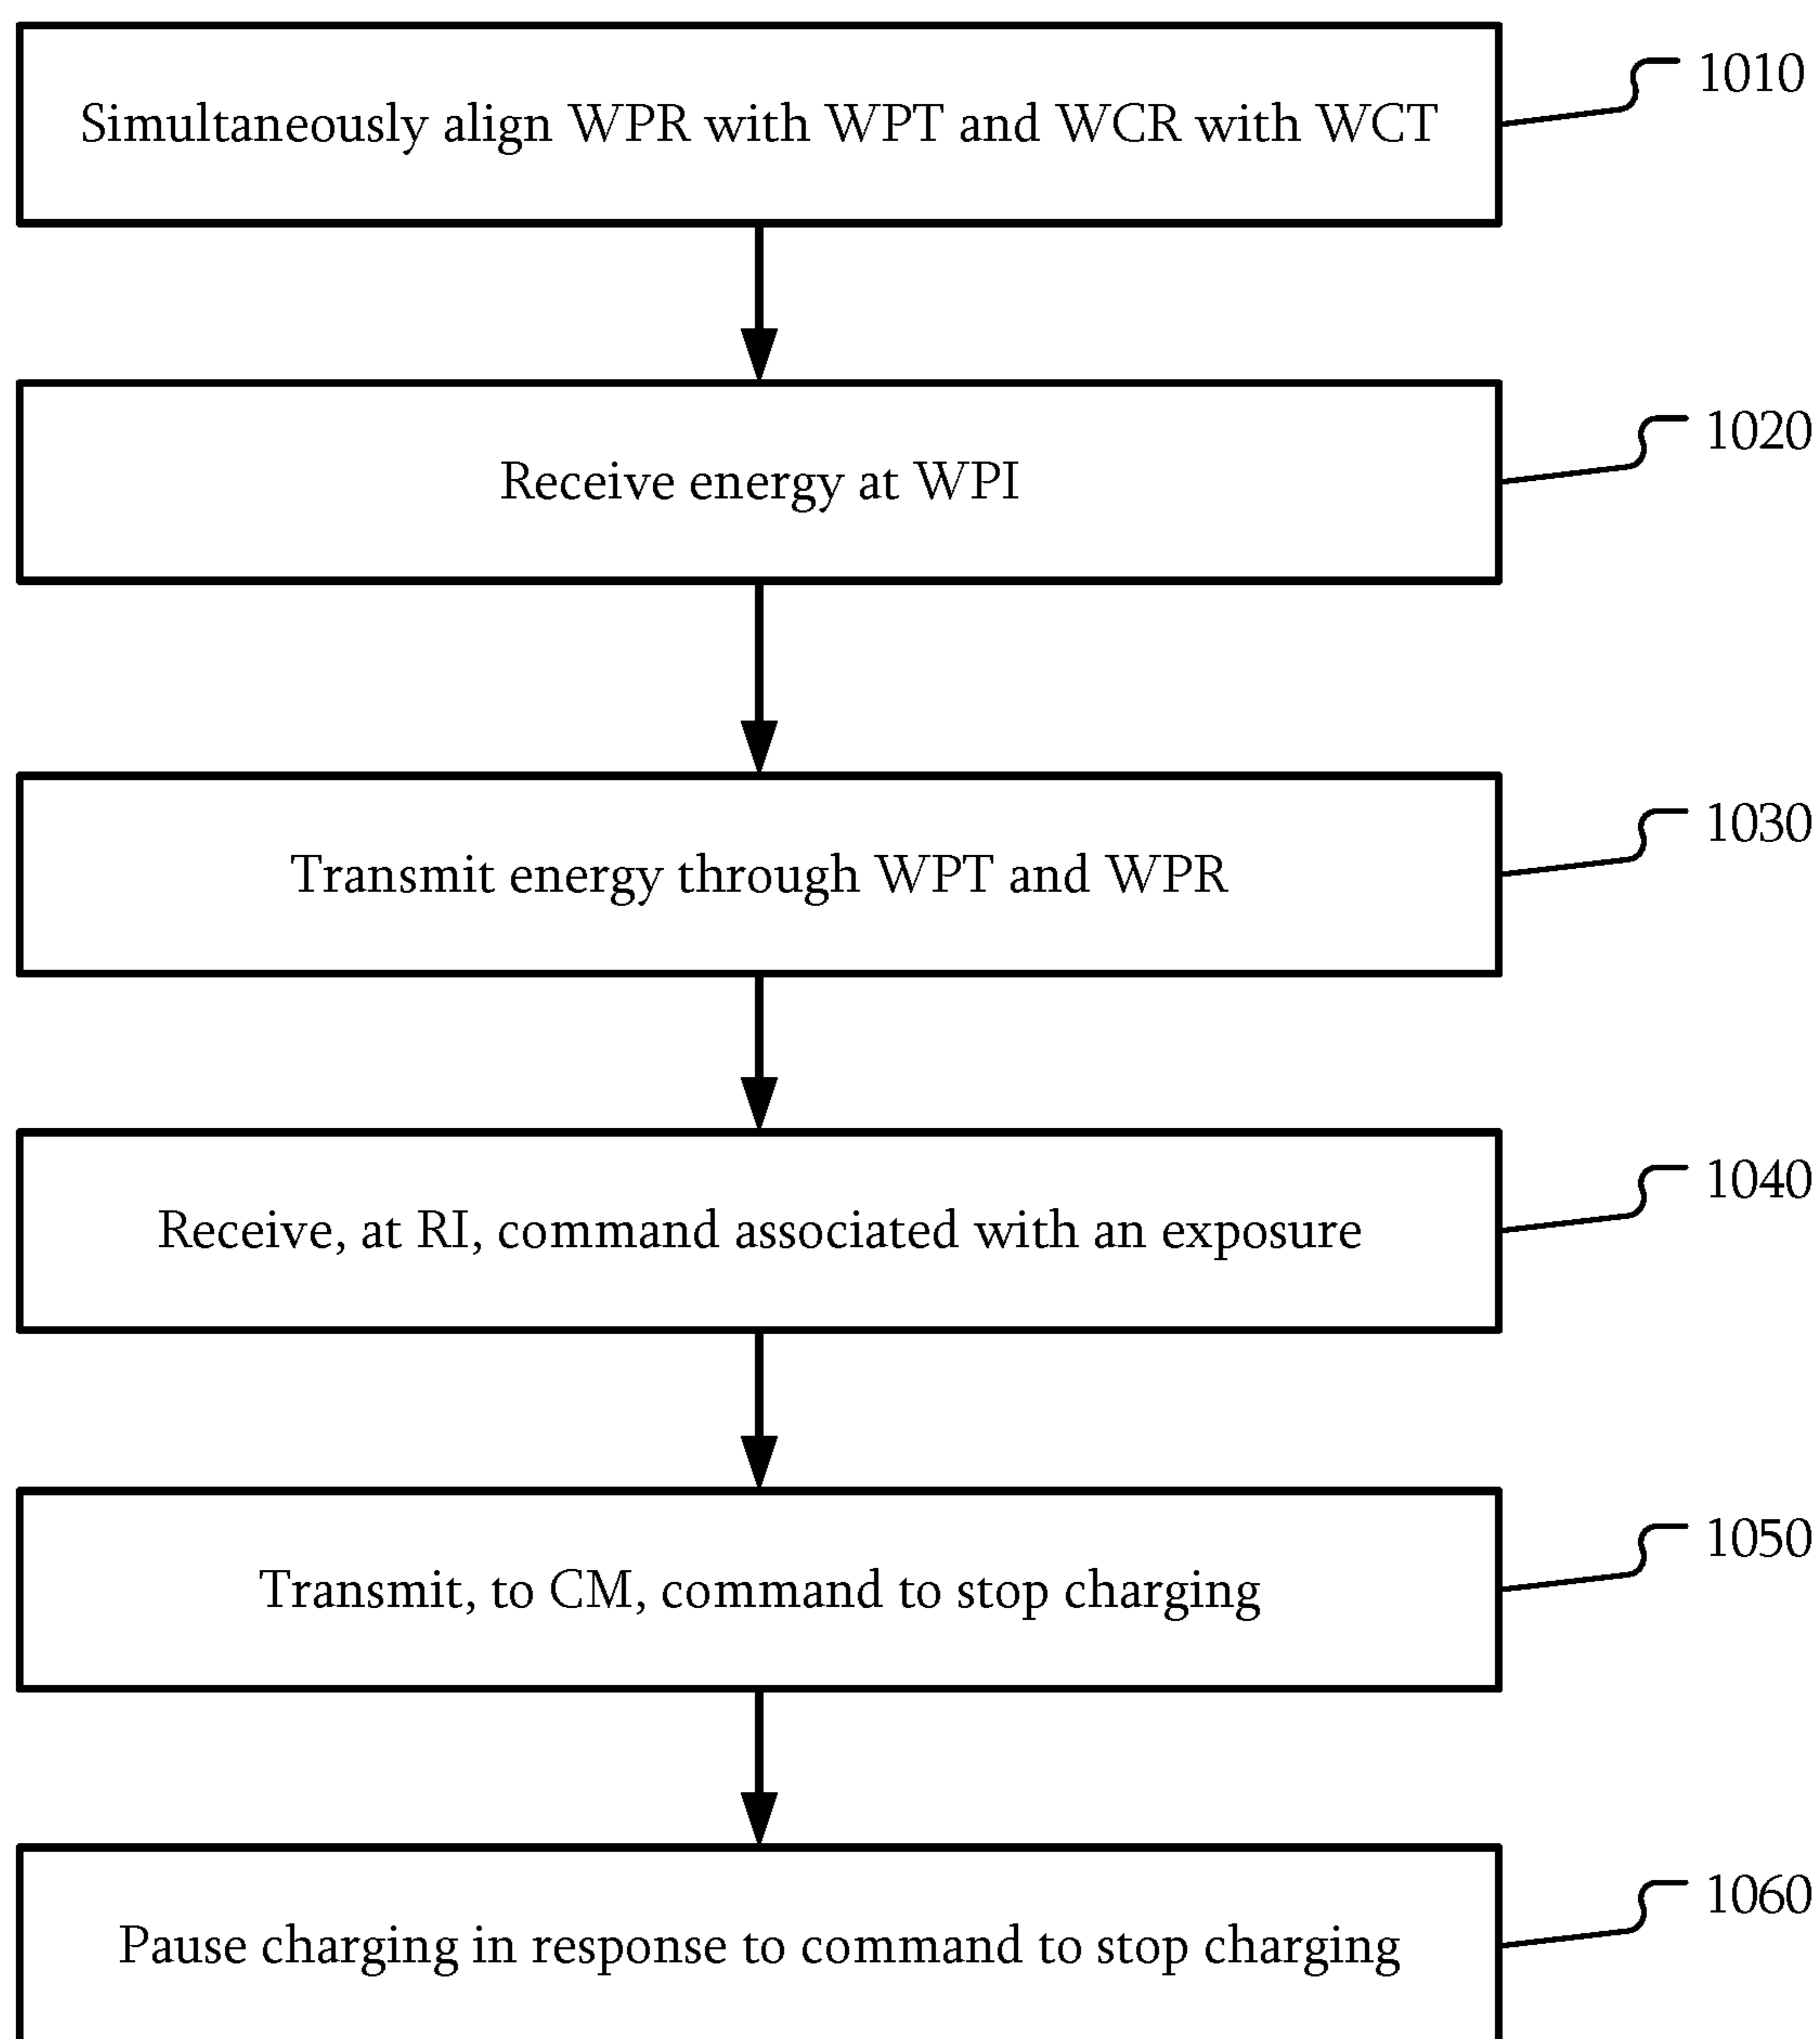 Simultaneously align WPR with WPT and WCR with WCT
1010
Receive energy at WPI
1020
Transmit energy through WPT and WPR
1030
Receive, at RI, command associated with an exposure
1040
Transmit, to CM, command to stop charging
1050
Pause charging in response to command to stop charging
1060